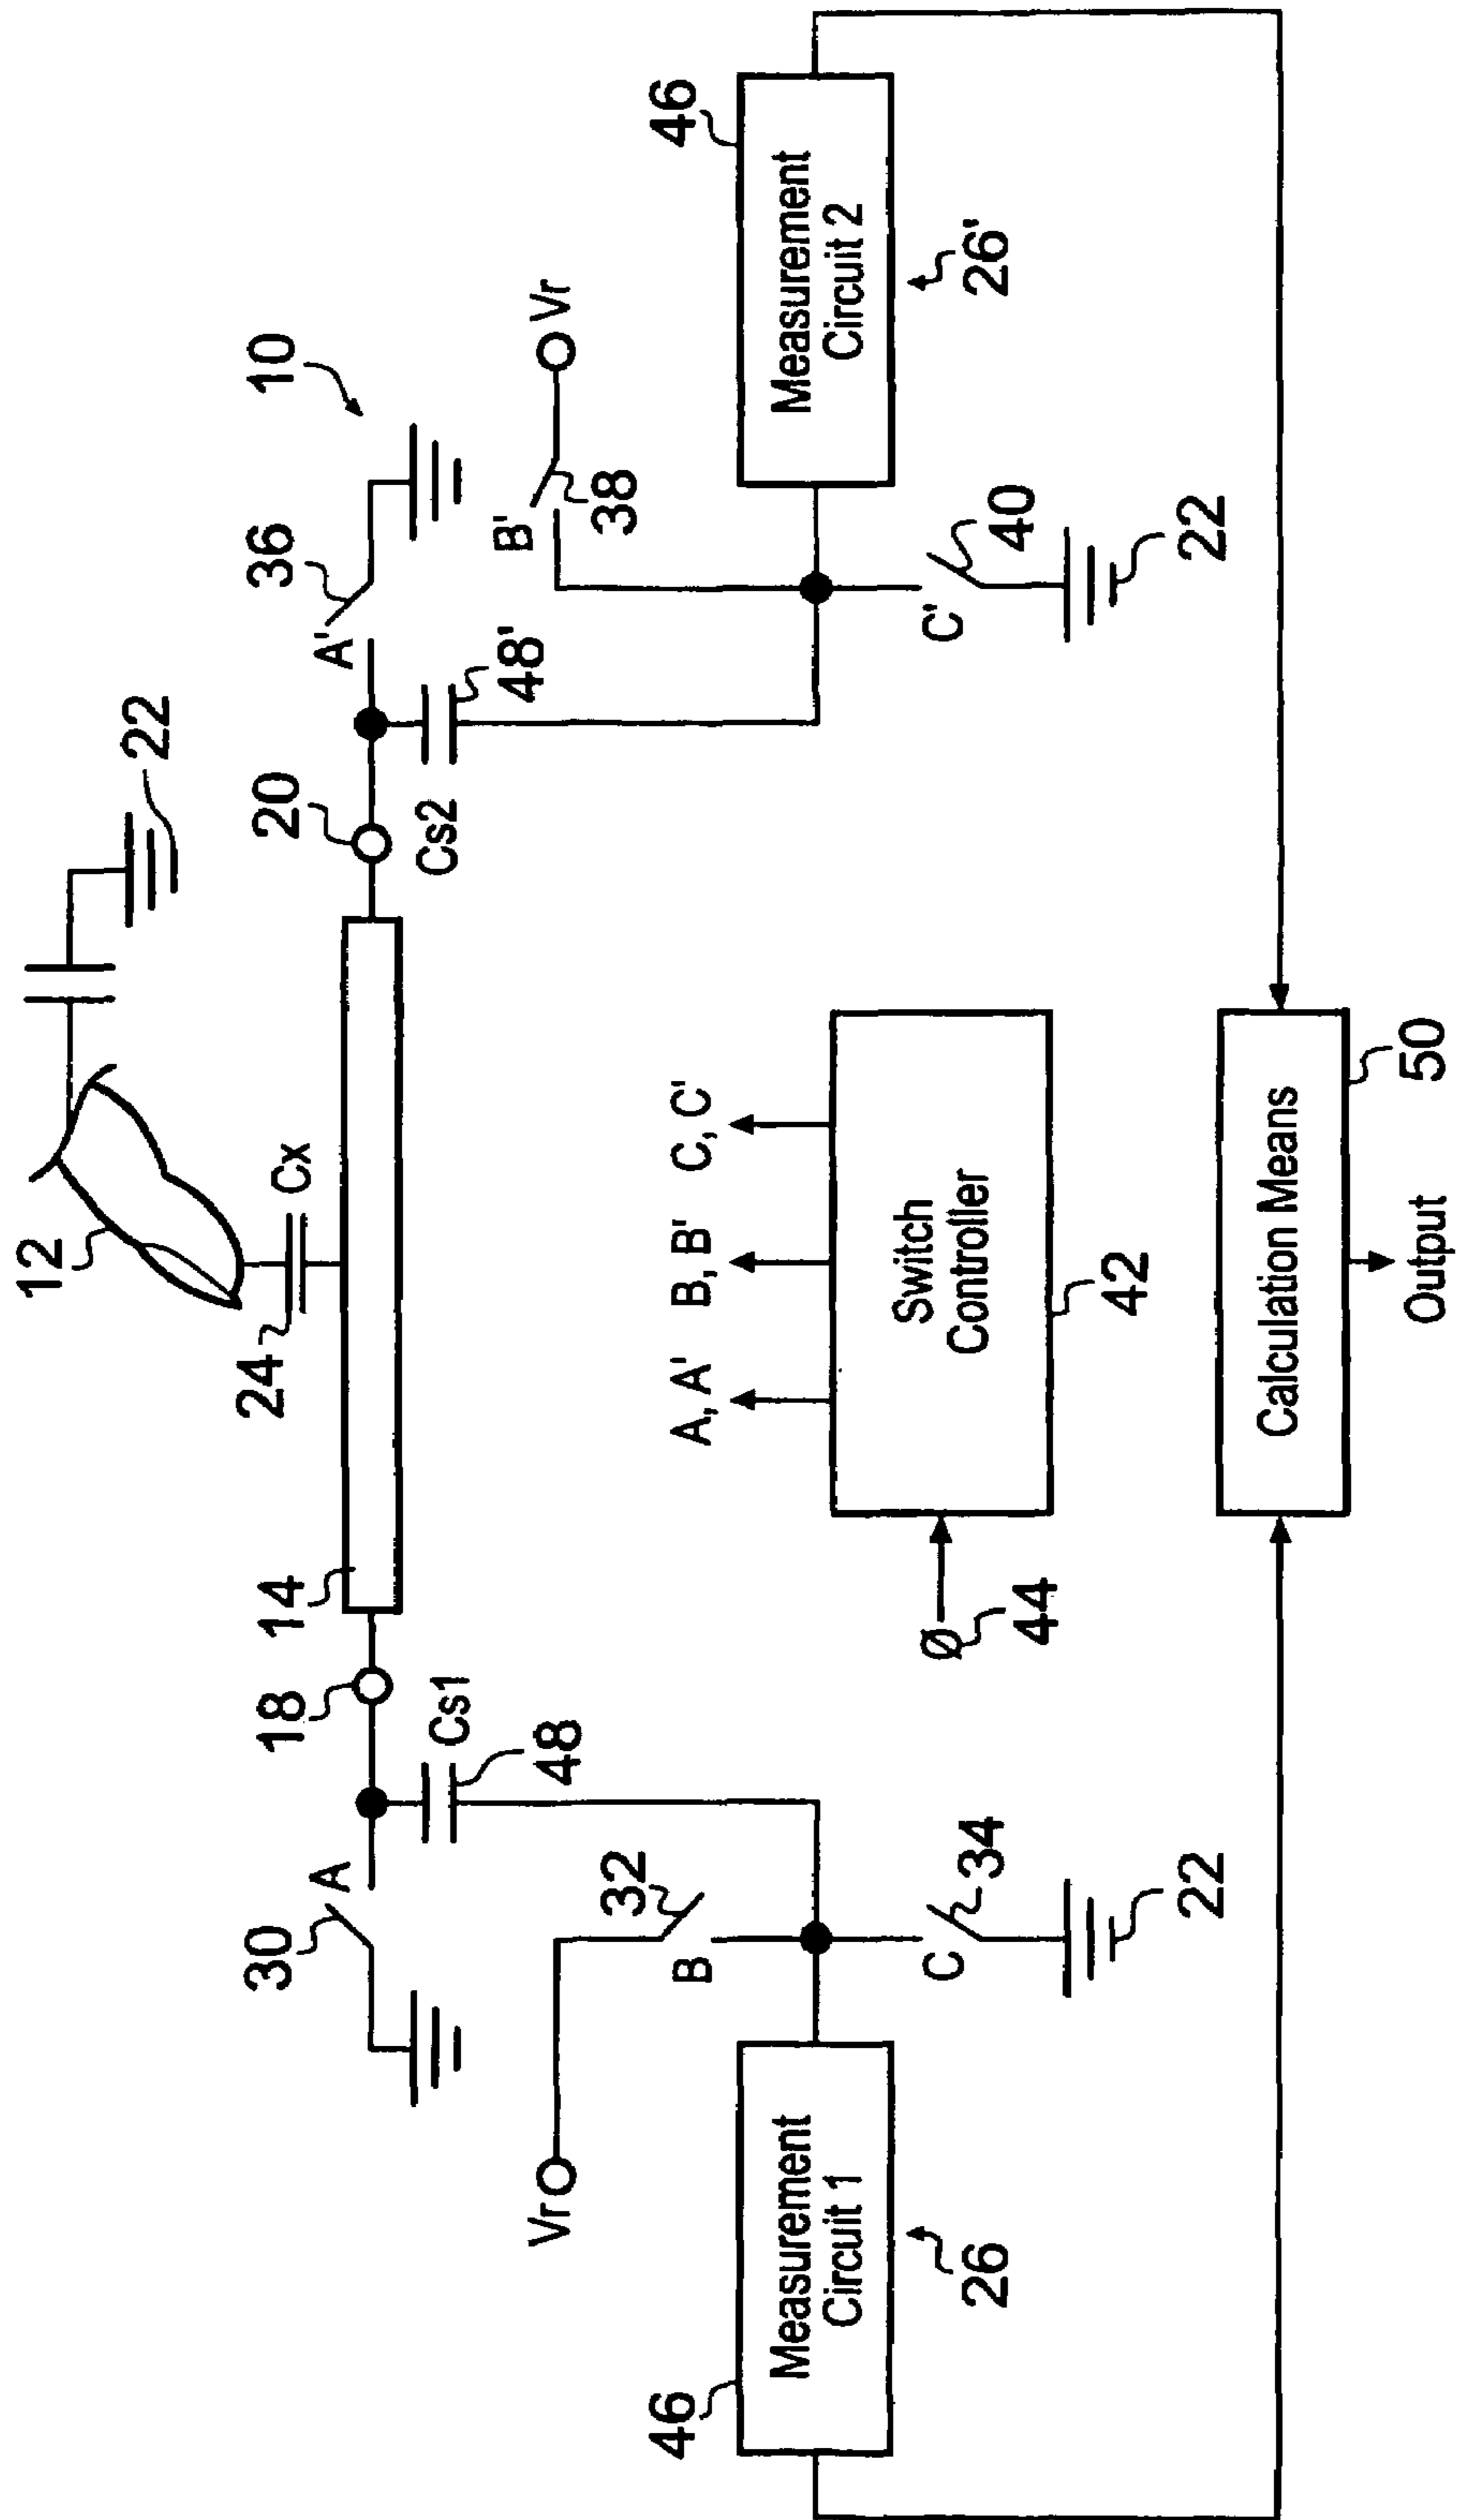 12
22
24
Cx
10
30
A
18
14
20
A'
36
Cs1
48
Cs2
48'
Vr
32
B
B'
38
Vr
46
Measurement
Circuit 1
26
C
34
22
A, A'
B, B'
C, C'
Ø
44
Switch
Controller
42
C'
40
22
46
Measurement
Circuit 2
26'
Calculation Means
50
Output